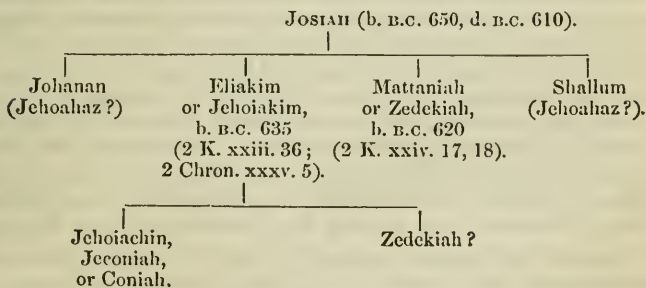 JOSIAH (b. B.C. 650, d. B.C. 610).
Johanan Eliakim Mattaniah Shallum
(Jehoahaz?) or Jehoiakim, or Zedekiah, (Jehoahaz?).
b. B.C. 635 b. B.C. 620
(2 K. xxiii. 36; (2 K. xxiv. 17, 18).
2 Chron. xxxv. 5).
Jehoiachin, Zedekiah?
Jeconiah,
or Coniah,